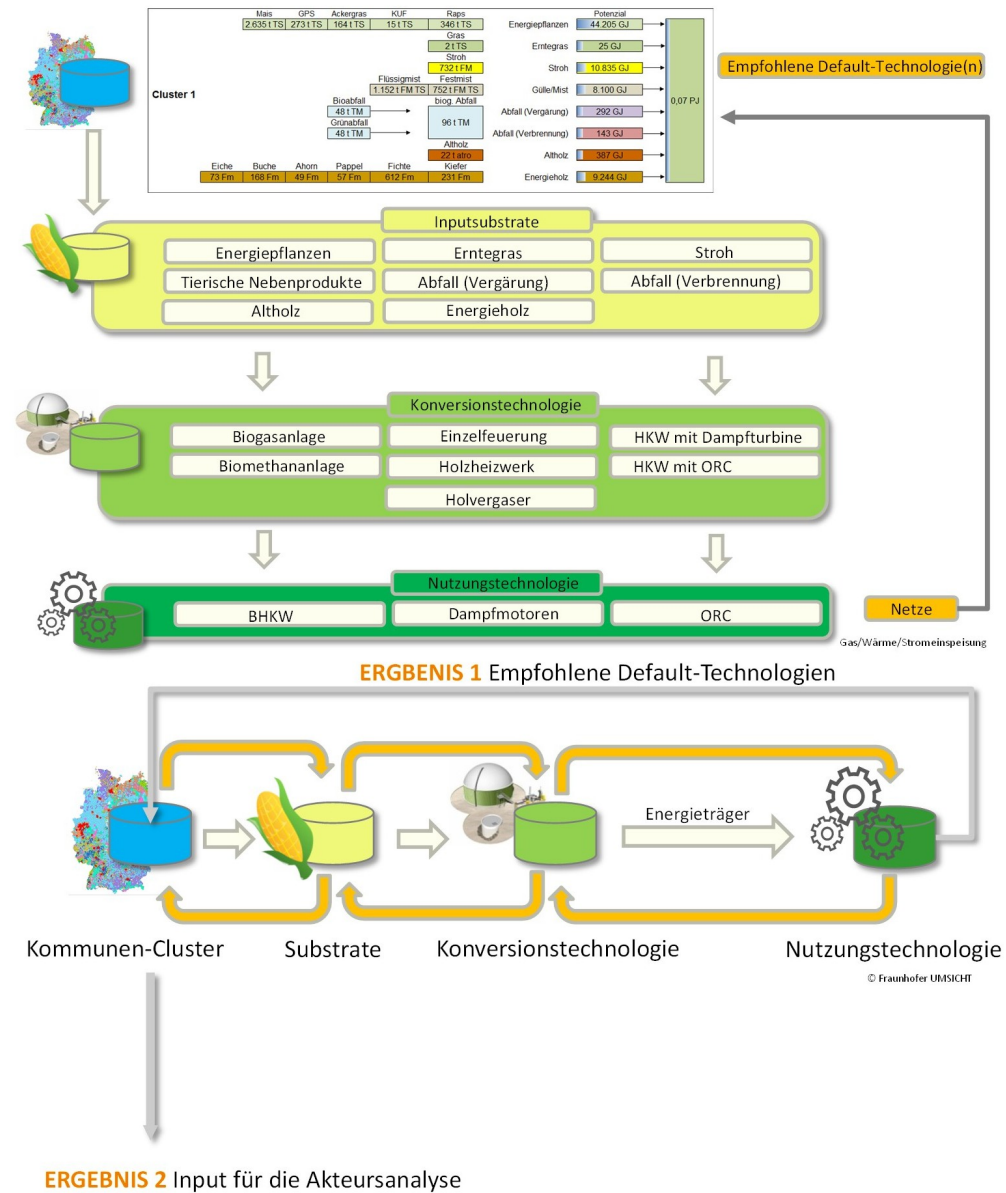 Mais GPS Ackergras KUF Raps Potenzial
2.635 t TS 273 t TS 164 t TS 15 t TS 346 t TS Energiepflanzen 44.205 GJ
Gras
2 t TS Erntegras 25 GJ
Stroh
732 t FM Stroh 10.835 GJ
Empfohlene Default-Technologie(n)
Flüssigmist Festmist
Cluster 1 1.152 t FM TS 752 t FM TS Gülle/Mist 8.100 GJ 0,07 PJ
Bioabfall biog. Abfall
48 t TM Abfall (Vergärung) 292 GJ
Grünabfall 96 t TM
48 t TM Abfall (Verbrennung) 143 GJ
Altholz
22 t atro Altholz 387 GJ
Eiche Buche Ahorn Pappel Fichte Kiefer
73 Fm 168 Fm 49 Fm 57 Fm 612 Fm 231 Fm Energieholz 9.244 GJ
Inputsubstrate
Energiepflanzen Erntegras Stroh
Tierische Nebenprodukte Abfall (Vergärung) Abfall (Verbrennung)
Altholz Energieholz
Konversionstechnologie
Biogasanlage Einzelfeuerung HKW mit Dampfturbine
Biomethananlage Holzheizwerk HKW mit ORC
Holvergaser
Nutzungstechnologie
BHKW Dampfmotoren ORC Netze
Gas/Wärme/Stromeinspeisung
ERGBENIS 1 Empfohlene Default-Technologien
Energieträger
Kommunen-Cluster Substrate Konversionstechnologie Nutzungstechnologie
© Fraunhofer UMSICHT
ERGEBNIS 2 Input für die Akteursanalyse